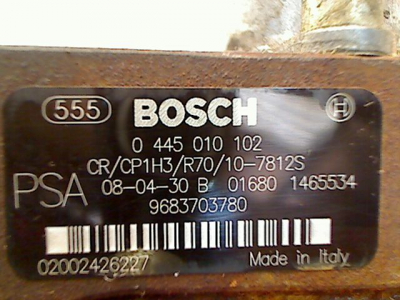 555 BOSCH
0 445 010 102
CR/CP1H3/R70/10-7812S
PSA 08-04-30 B 01680 1465534
9683703780
02002426227 Made in Italy